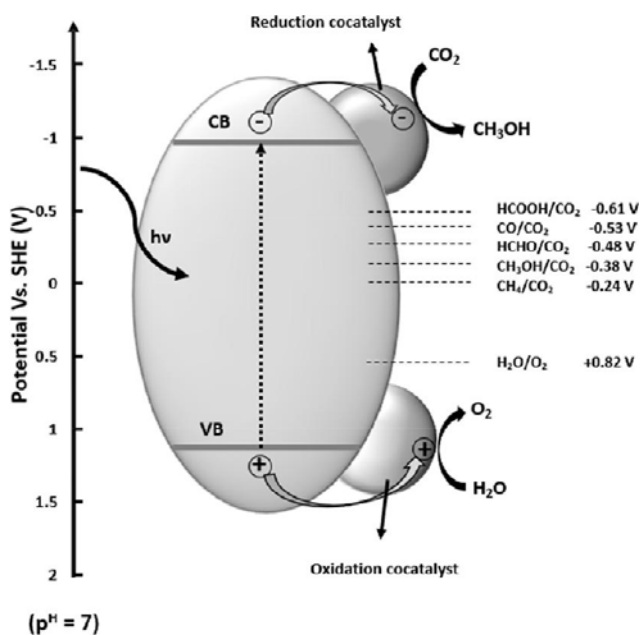 Reduction cocatalyst
-1.5
CO₂
CB
-
-
-1
CH₃OH
Potential Vs. SHE (V)
hν
-0.5
HCOOH/CO₂ -0.61 V
CO/CO₂ -0.53 V
HCHO/CO₂ -0.48 V
CH₃OH/CO₂ -0.38 V
0
CH₄/CO₂ -0.24 V
0.5
H₂O/O₂ +0.82 V
O₂
1
VB
+
+
H₂O
1.5
Oxidation cocatalyst
2
(pᴴ = 7)